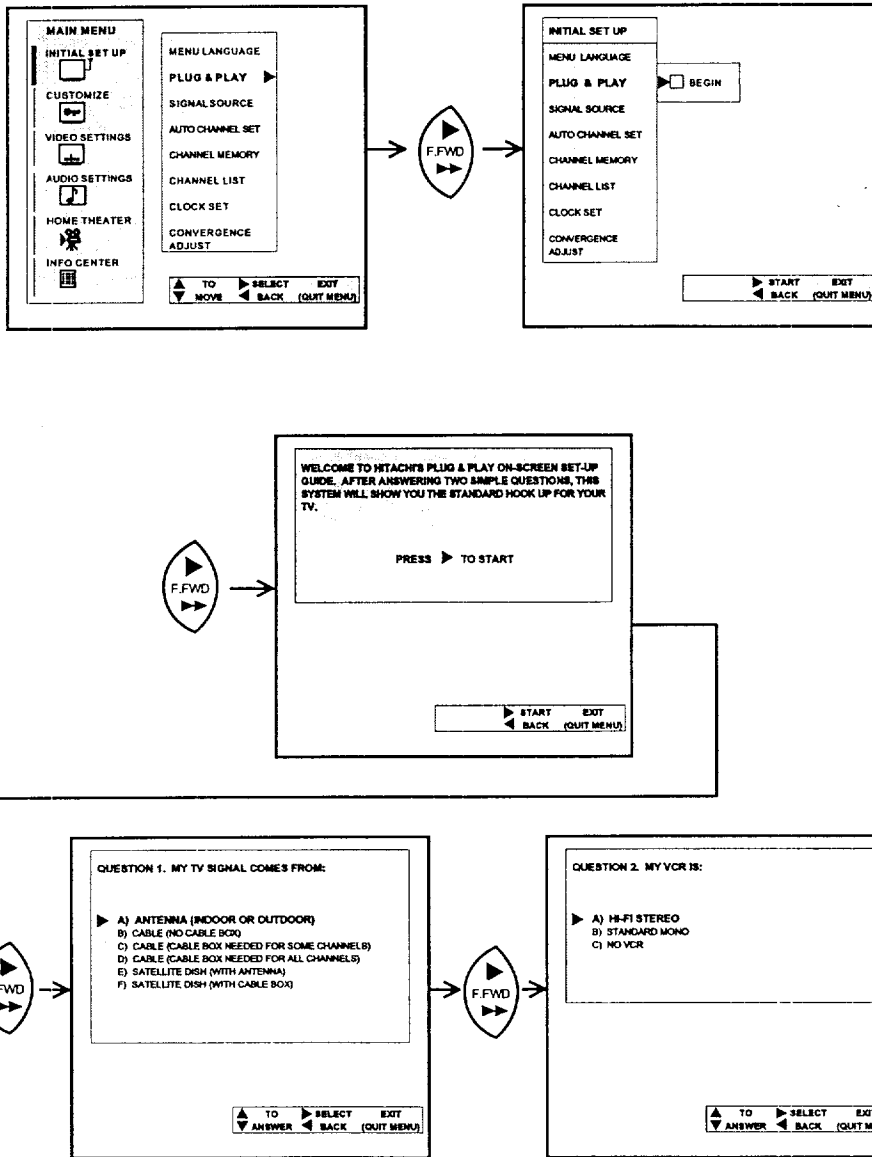 MAIN MENU
INITIAL SET UP
CUSTOMIZE
VIDEO SETTINGS
AUDIO SETTINGS
HOME THEATER
INFO CENTER
MENU LANGUAGE
PLUG & PLAY
SIGNAL SOURCE
AUTO CHANNEL SET
CHANNEL MEMORY
CHANNEL LIST
CLOCK SET
CONVERGENCE
ADJUST
TO SELECT EXIT
MOVE BACK (QUIT MENU)
F.FWD
INITIAL SET UP
MENU LANGUAGE
PLUG & PLAY
BEGIN
SIGNAL SOURCE
AUTO CHANNEL SET
CHANNEL MEMORY
CHANNEL LIST
CLOCK SET
CONVERGENCE
ADJUST
START EXIT
BACK (QUIT MENU)
F.FWD
WELCOME TO HITACHI'S PLUG & PLAY ON-SCREEN SET-UP
GUIDE. AFTER ANSWERING TWO SIMPLE QUESTIONS, THIS
SYSTEM WILL SHOW YOU THE STANDARD HOOK UP FOR YOUR
TV.
PRESS ▶ TO START
START EXIT
BACK (QUIT MENU)
FWD
QUESTION 1. MY TV SIGNAL COMES FROM:
A) ANTENNA (INDOOR OR OUTDOOR)
B) CABLE (NO CABLE BOX)
C) CABLE (CABLE BOX NEEDED FOR SOME CHANNELS)
D) CABLE (CABLE BOX NEEDED FOR ALL CHANNELS)
E) SATELLITE DISH (WITH ANTENNA)
F) SATELLITE DISH (WITH CABLE BOX)
TO SELECT EXIT
ANSWER BACK (QUIT MENU)
F.FWD
QUESTION 2. MY VCR IS:
A) HI-FI STEREO
B) STANDARD MONO
C) NO VCR
TO SELECT EXI
ANSWER BACK (QUIT M